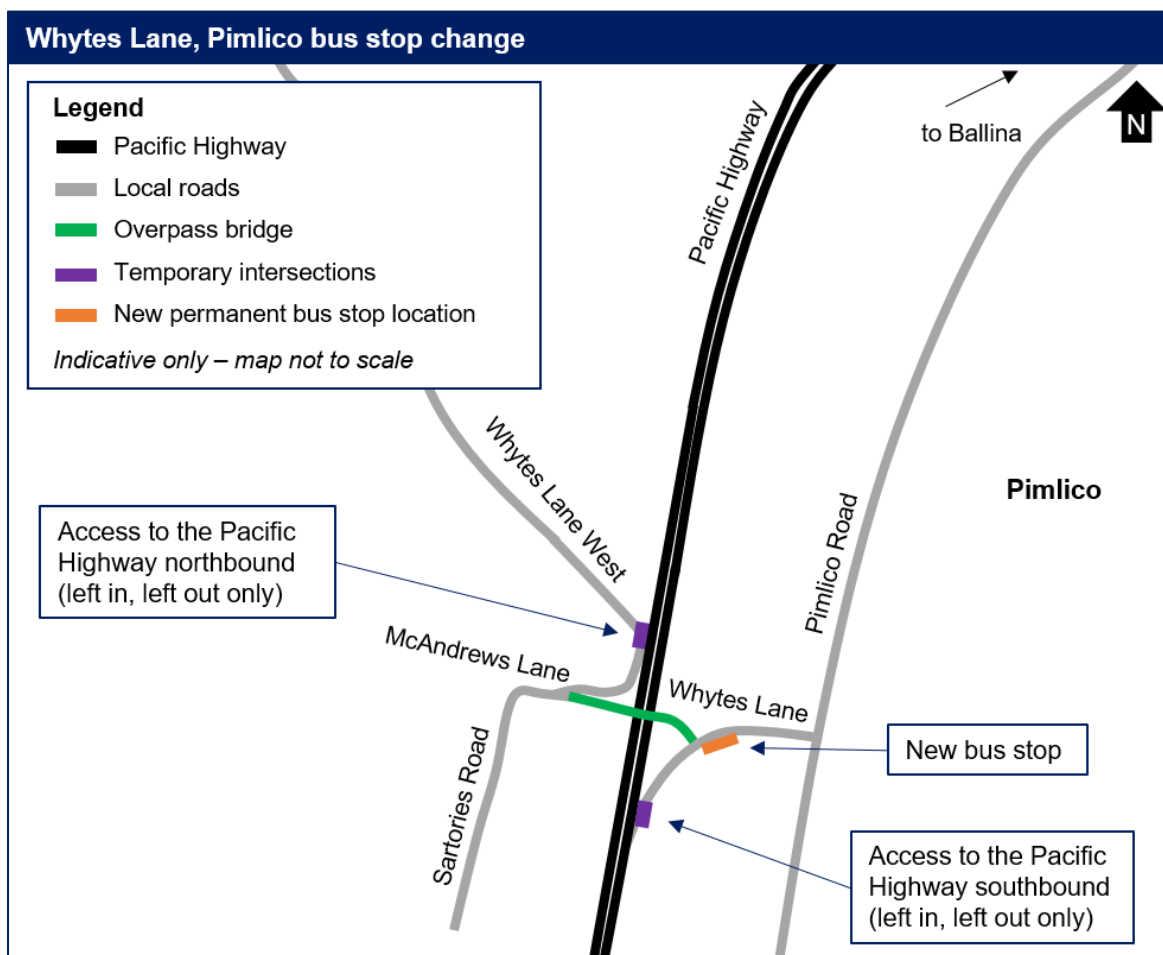 Whytes Lane, Pimlico bus stop change
Legend
Pacific Highway
Local roads
Overpass bridge
Temporary intersections
New permanent bus stop location
Indicative only – map not to scale
to Ballina
N
Pacific Highway
Whytes Lane West
Pimlico
Pimlico Road
Access to the Pacific
Highway northbound
(left in, left out only)
McAndrews Lane
Whytes Lane
New bus stop
Sartories Road
Access to the Pacific
Highway southbound
(left in, left out only)